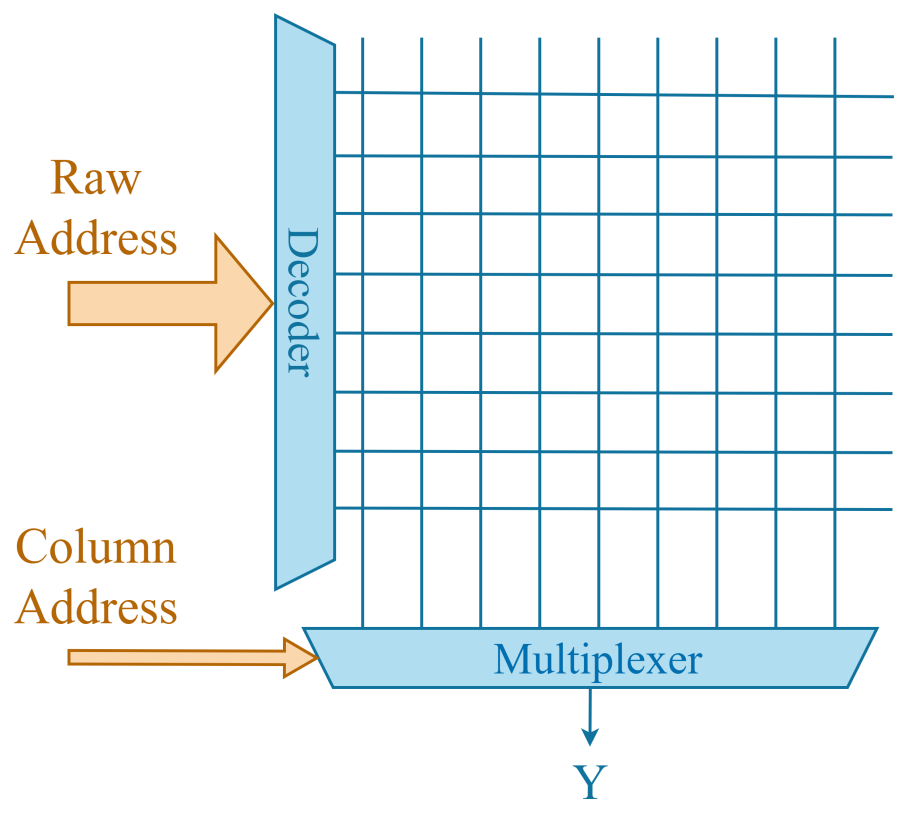 Raw
Address
Decoder
Column
Address
Multiplexer
Y